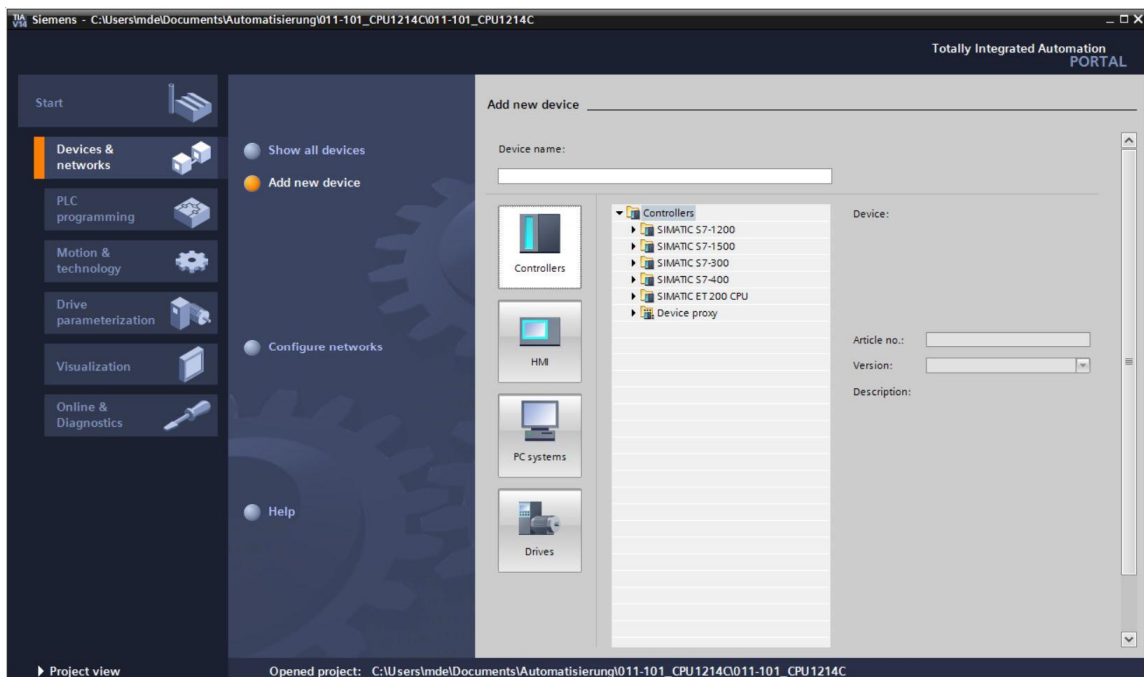 TIA V14 Siemens - C:\Users\mde\Documents\Automatisierung\011-101_CPU1214C\011-101_CPU1214C
Totally Integrated Automation
PORTAL
Start
Devices &
networks
PLC
programming
Motion &
technology
Drive
parameterization
Visualization
Online &
Diagnostics
Show all devices
Add new device
Configure networks
Help
Add new device
Device name:
Controllers
HMI
PC systems
Drives
Controllers
SIMATIC S7-1200
SIMATIC S7-1500
SIMATIC S7-300
SIMATIC S7-400
SIMATIC ET 200 CPU
Device proxy
Device:
Article no.:
Version:
Description:
Project view
Opened project: C:\Users\mde\Documents\Automatisierung\011-101_CPU1214C\011-101_CPU1214C